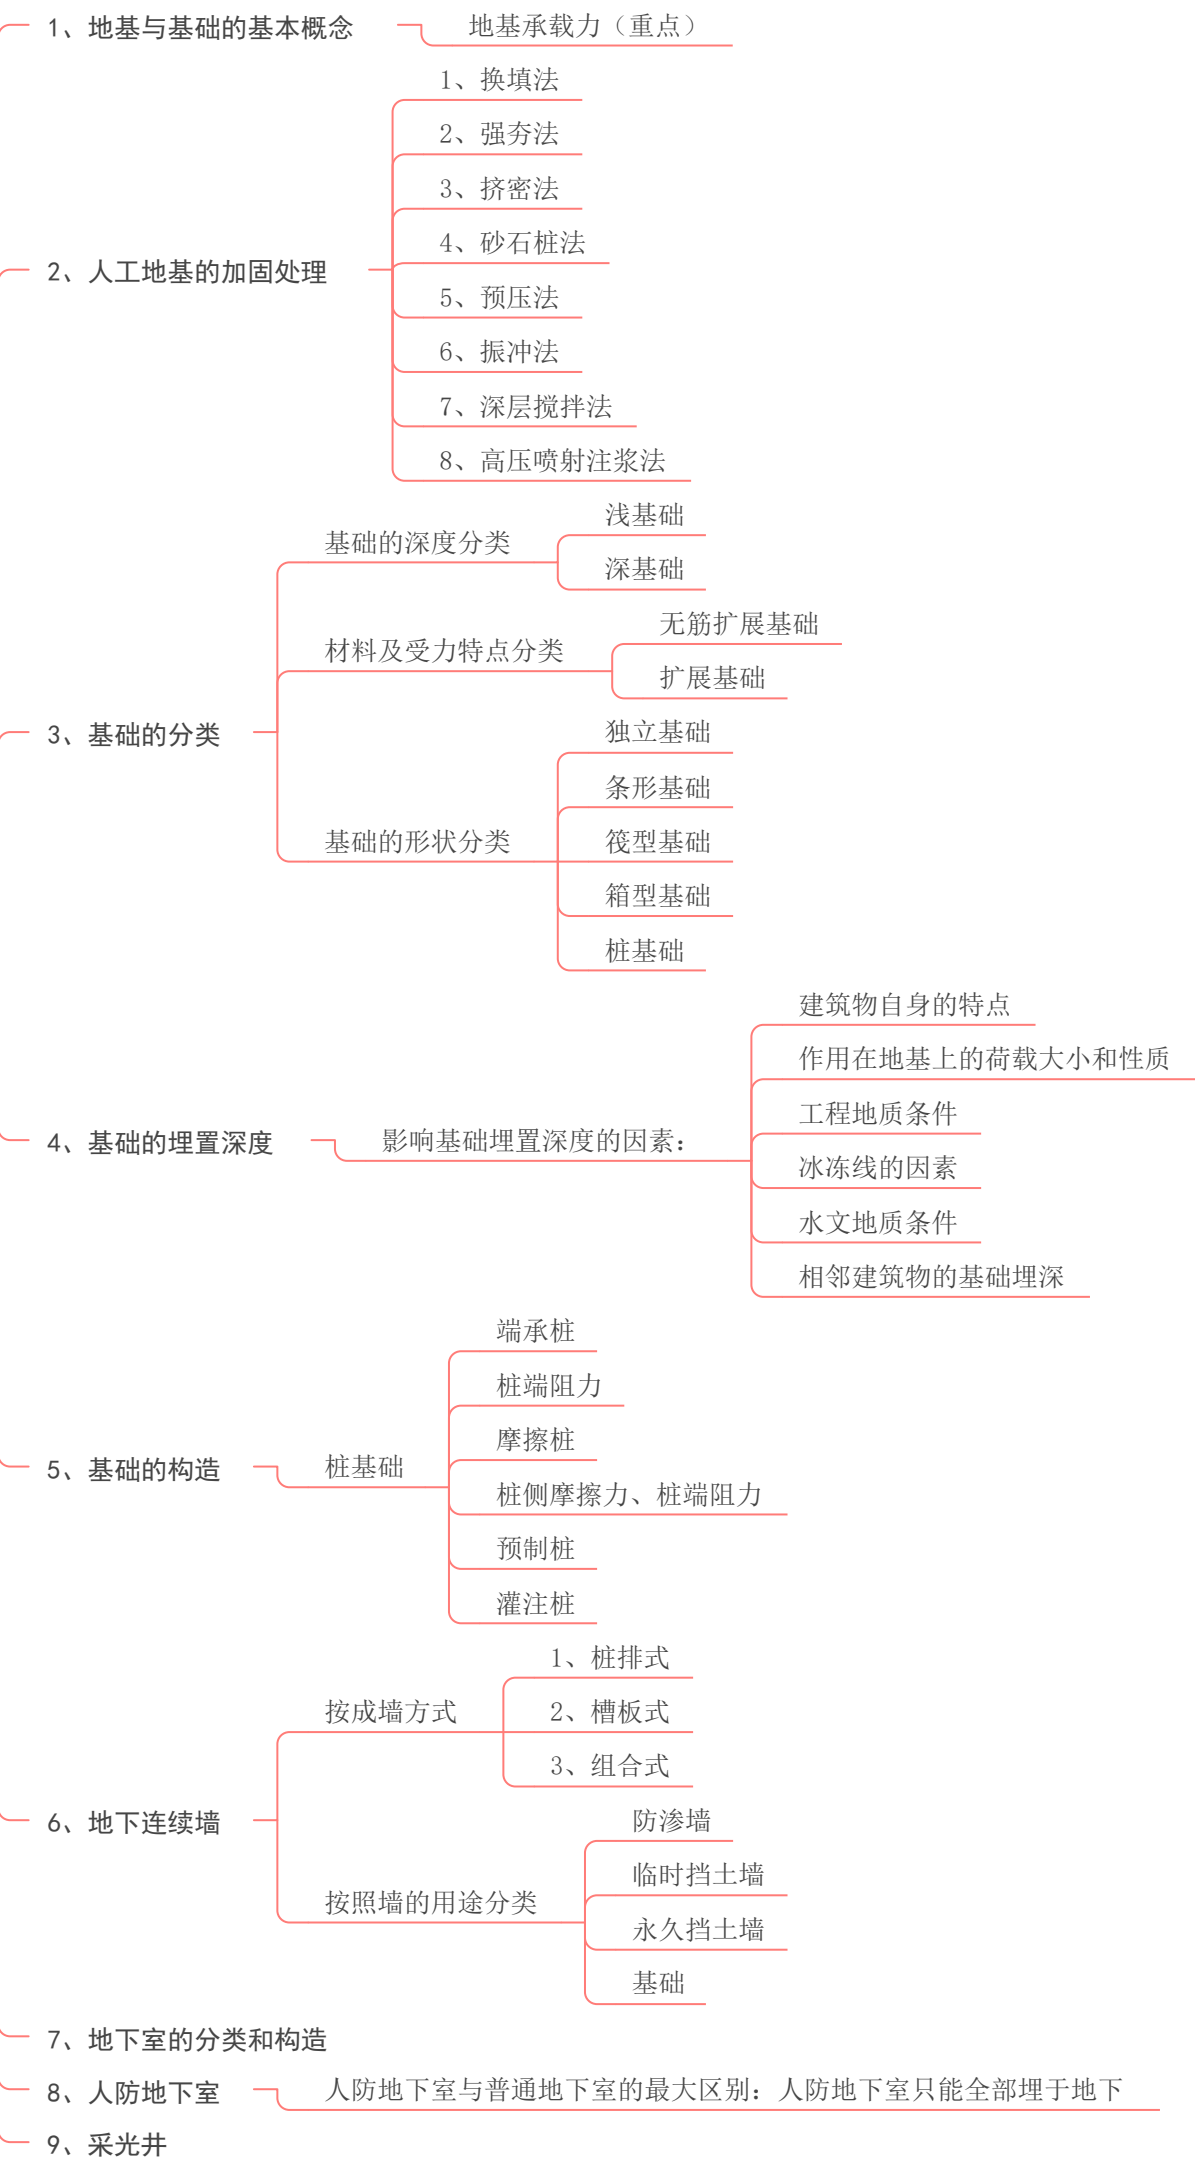 1、地基与基础的基本概念
地基承载力（重点）
2、人工地基的加固处理
1、换填法
2、强夯法
3、挤密法
4、砂石桩法
5、预压法
6、振冲法
7、深层搅拌法
8、高压喷射注浆法
3、基础的分类
基础的深度分类
浅基础
深基础
材料及受力特点分类
无筋扩展基础
扩展基础
基础的形状分类
独立基础
条形基础
筏型基础
箱型基础
桩基础
4、基础的埋置深度
影响基础埋置深度的因素：
建筑物自身的特点
作用在地基上的荷载大小和性质
工程地质条件
冰冻线的因素
水文地质条件
相邻建筑物的基础埋深
5、基础的构造
桩基础
端承桩
桩端阻力
摩擦桩
桩侧摩擦力、桩端阻力
预制桩
灌注桩
6、地下连续墙
按成墙方式
1、桩排式
2、槽板式
3、组合式
按照墙的用途分类
防渗墙
临时挡土墙
永久挡土墙
基础
7、地下室的分类和构造
8、人防地下室
人防地下室与普通地下室的最大区别：人防地下室只能全部埋于地下
9、采光井